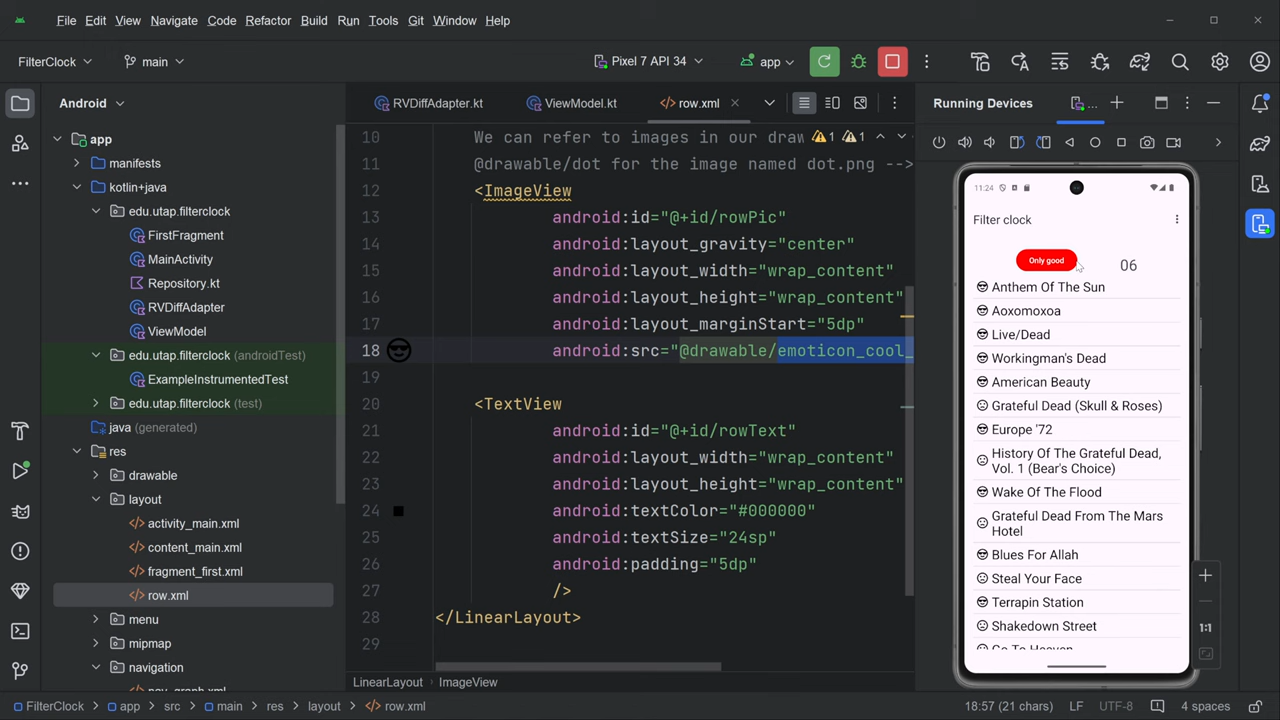 File Edit View Navigate Code Refactor Build Run Tools Git Window Help
FilterClock main Pixel 7 API 34 app
Android
RVDiffAdapter.kt ViewModel.kt row.xml
Running Devices ...
app
manifests
kotlin+java
edu.utap.filterclock
FirstFragment
MainActivity
Repository.kt
RVDiffAdapter
ViewModel
edu.utap.filterclock (androidTest)
ExampleInstrumentedTest
edu.utap.filterclock (test)
java (generated)
res
drawable
layout
activity_main.xml
content_main.xml
fragment_first.xml
row.xml
menu
mipmap
navigation
nav_graph.xml
10 We can refer to images in our draw 1 1
11 @drawable/dot for the image named dot.png -->
12 <ImageView
13 android:id="@+id/rowPic"
14 android:layout_gravity="center"
15 android:layout_width="wrap_content"
16 android:layout_height="wrap_content"
17 android:layout_marginStart="5dp"
18 android:src="@drawable/emoticon_cool_
19
20 <TextView
21 android:id="@+id/rowText"
22 android:layout_width="wrap_content"
23 android:layout_height="wrap_content"
24 android:textColor="#000000"
25 android:textSize="24sp"
26 android:padding="5dp"
27 />
28 </LinearLayout>
29
LinearLayout ImageView
11:24
Filter clock
Only good 06
Anthem Of The Sun
Aoxomoxoa
Live/Dead
Workingman's Dead
American Beauty
Grateful Dead (Skull & Roses)
Europe '72
History Of The Grateful Dead,
Vol. 1 (Bear's Choice)
Wake Of The Flood
Grateful Dead From The Mars
Hotel
Blues For Allah
Steal Your Face
Terrapin Station
Shakedown Street
Go To Heaven
1:1
FilterClock app src main res layout row.xml 18:57 (21 chars) LF UTF-8 4 spaces